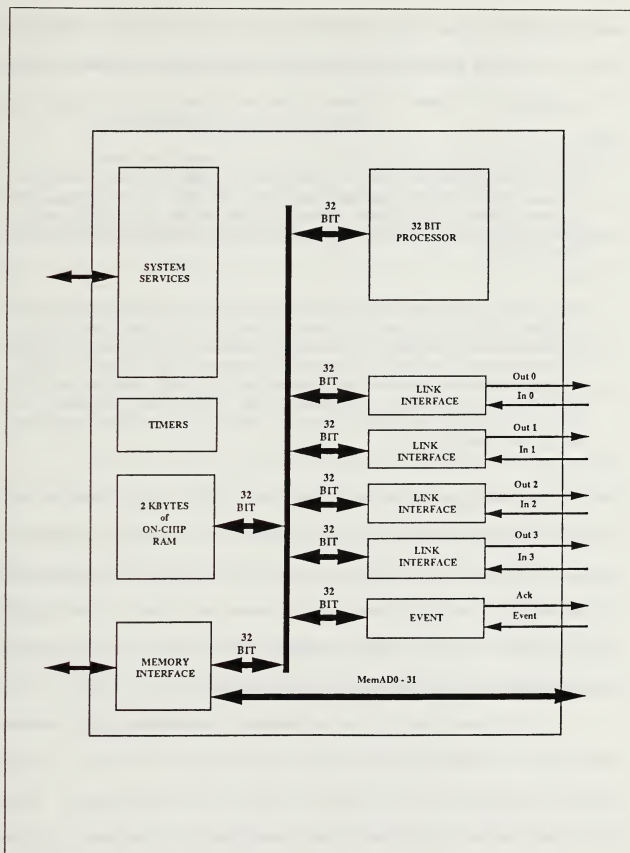 32
BIT
32 BIT
PROCESSOR
SYSTEM
SERVICES
32
BIT
LINK
INTERFACE
Out 0
In 0
TIMERS
32
BIT
LINK
INTERFACE
Out 1
In 1
2 KBYTES
of
ON-CHIP
RAM
32
BIT
32
BIT
LINK
INTERFACE
Out 2
In 2
32
BIT
LINK
INTERFACE
Out 3
In 3
32
BIT
EVENT
Ack
Event
MEMORY
INTERFACE
32
BIT
MemAD0 - 31